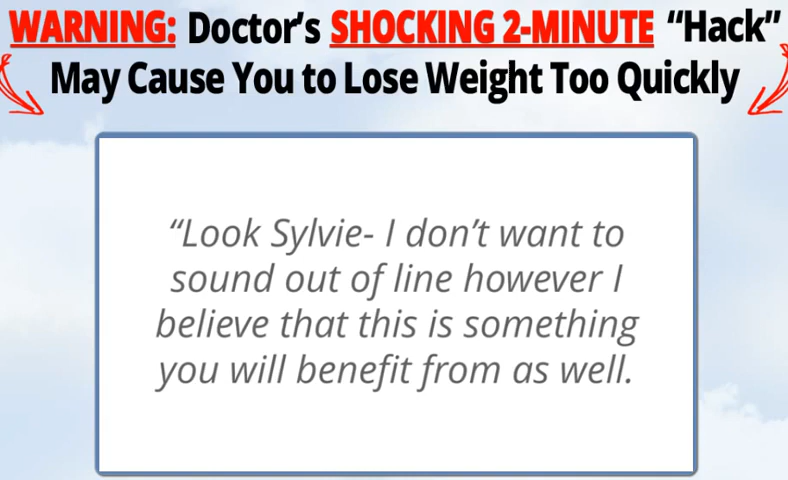 WARNING: Doctor's SHOCKING 2-MINUTE “Hack”
May Cause You to Lose Weight Too Quickly
“Look Sylvie- I don’t want to
sound out of line however I
believe that this is something
you will benefit from as well.